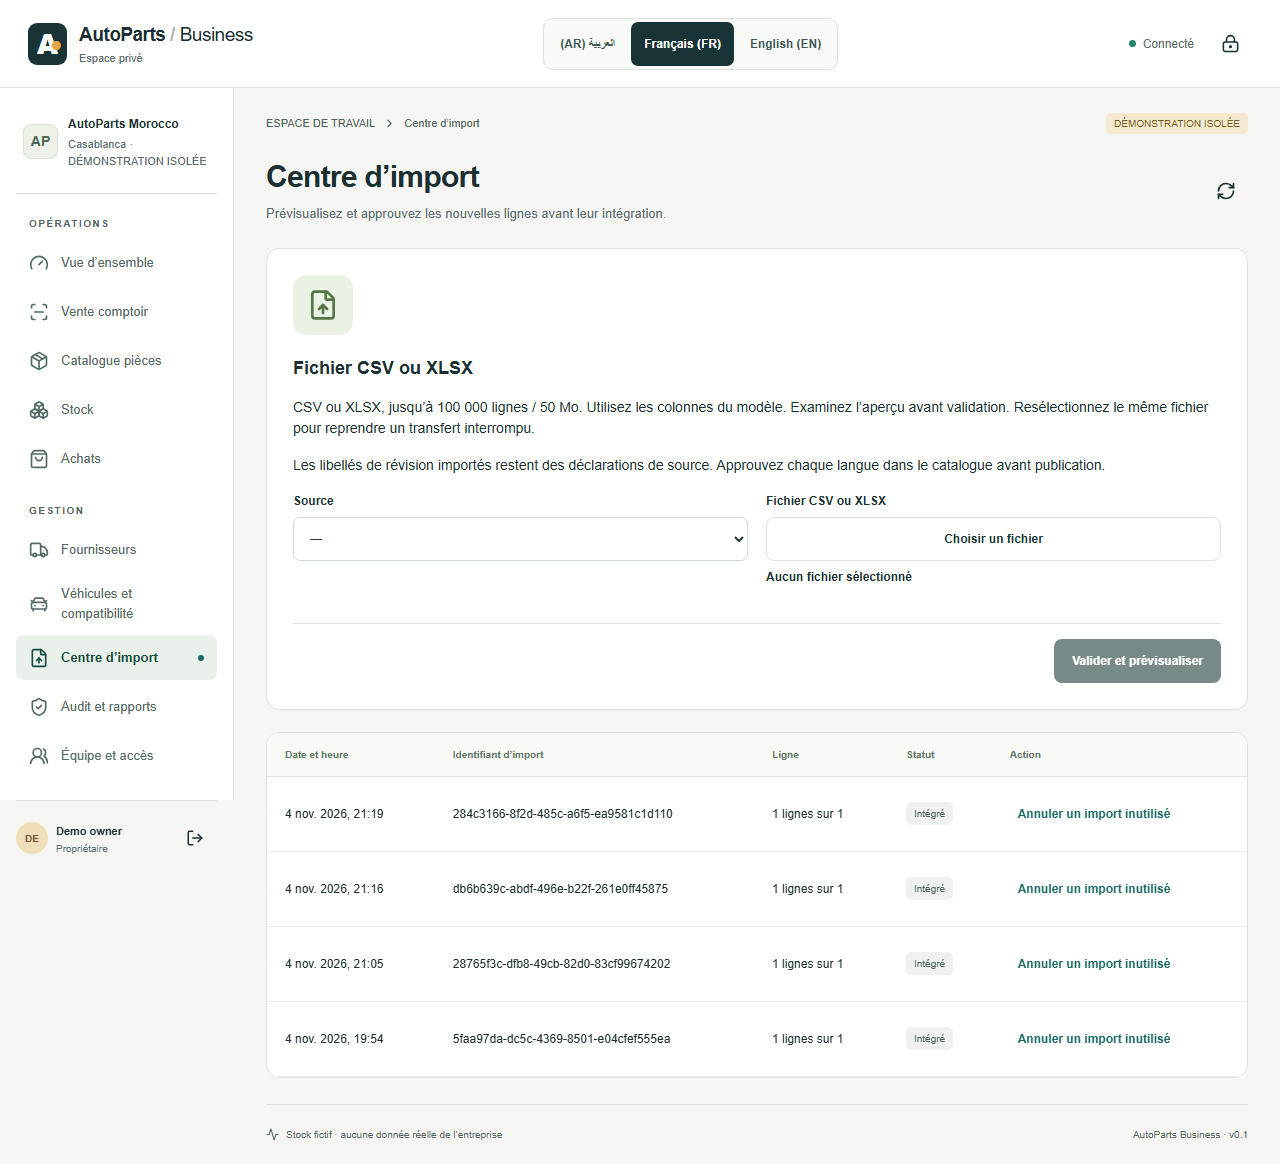 AutoParts / Business
Espace privé
العربية (AR)
Français (FR)
English (EN)
Connecté
AP
AutoParts Morocco
Casablanca ·
DÉMONSTRATION ISOLÉE
OPÉRATIONS
Vue d’ensemble
Vente comptoir
Catalogue pièces
Stock
Achats
GESTION
Fournisseurs
Véhicules et
compatibilité
Centre d’import
Audit et rapports
Équipe et accès
DE
Demo owner
Propriétaire
ESPACE DE TRAVAIL > Centre d’import
DÉMONSTRATION ISOLÉE
Centre d’import
Prévisualisez et approuvez les nouvelles lignes avant leur intégration.
Fichier CSV ou XLSX
CSV ou XLSX, jusqu’à 100 000 lignes / 50 Mo. Utilisez les colonnes du modèle. Examinez l’aperçu avant validation. Resélectionnez le même fichier
pour reprendre un transfert interrompu.
Les libellés de révision importés restent des déclarations de source. Approuvez chaque langue dans le catalogue avant publication.
Source
—
Fichier CSV ou XLSX
Choisir un fichier
Aucun fichier sélectionné
Valider et prévisualiser
Date et heure Identifiant d’import Ligne Statut Action
4 nov. 2026, 21:19 284c3166-8f2d-485c-a6f5-ea9581c1d110 1 lignes sur 1 Intégré Annuler un import inutilisé
4 nov. 2026, 21:16 db6b639c-abdf-496e-b22f-261e0ff45875 1 lignes sur 1 Intégré Annuler un import inutilisé
4 nov. 2026, 21:05 28765f3c-dfb8-49cb-82d0-83cf99674202 1 lignes sur 1 Intégré Annuler un import inutilisé
4 nov. 2026, 19:54 5faa97da-dc5c-4369-8501-e04cfef555ea 1 lignes sur 1 Intégré Annuler un import inutilisé
Stock fictif · aucune donnée réelle de l’entreprise
AutoParts Business · v0.1